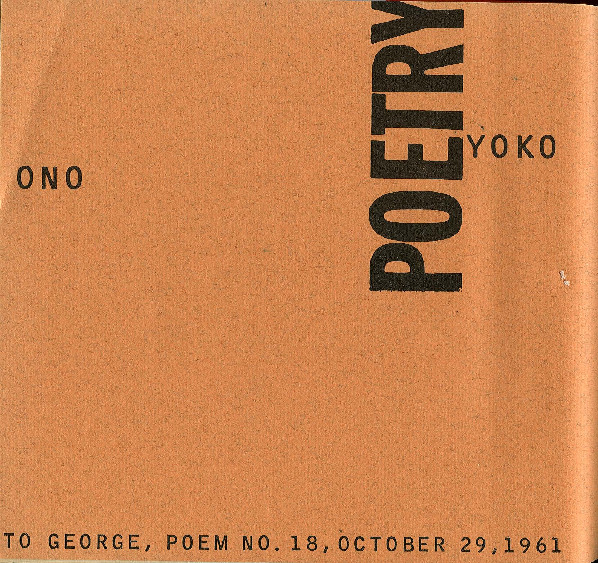 POETRY
YOKO
ONO
TO GEORGE, POEM NO. 18, OCTOBER 29, 1961